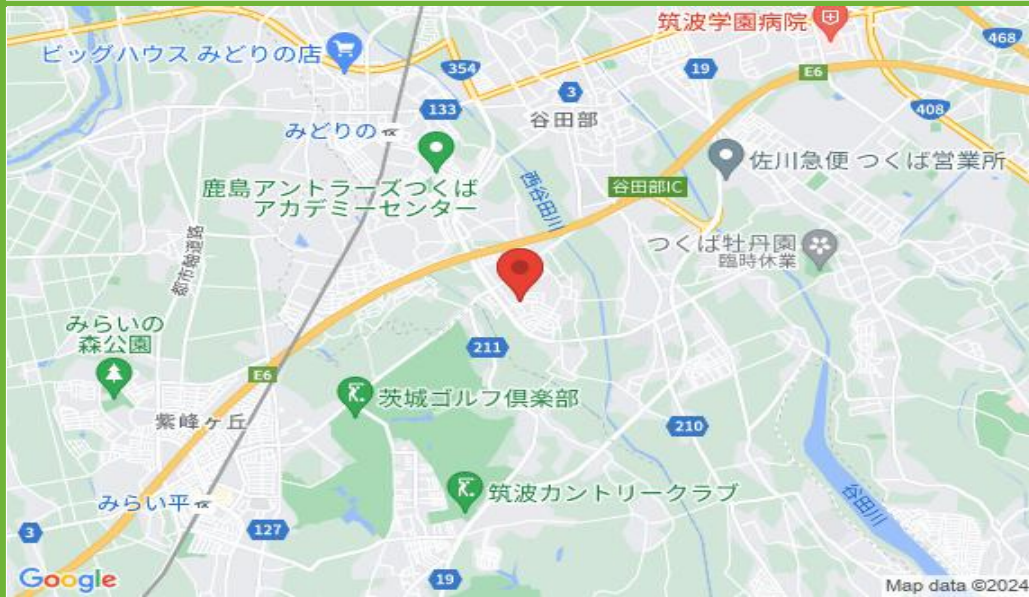 筑波学園病院
468
ビッグハウス みどりの店
354
19
E6
3
408
133
谷田部
みどりの
佐川急便 つくば営業所
鹿島アントラーズつくば
アカデミーセンター
西谷田川
谷田部IC
つくば牡丹園
臨時休業
都市軸道路
みらいの
森公園
211
E6
茨城ゴルフ倶楽部
紫峰ヶ丘
210
筑波カントリークラブ
みらい平
谷田川
3
127
19
Google
Map data ©2024